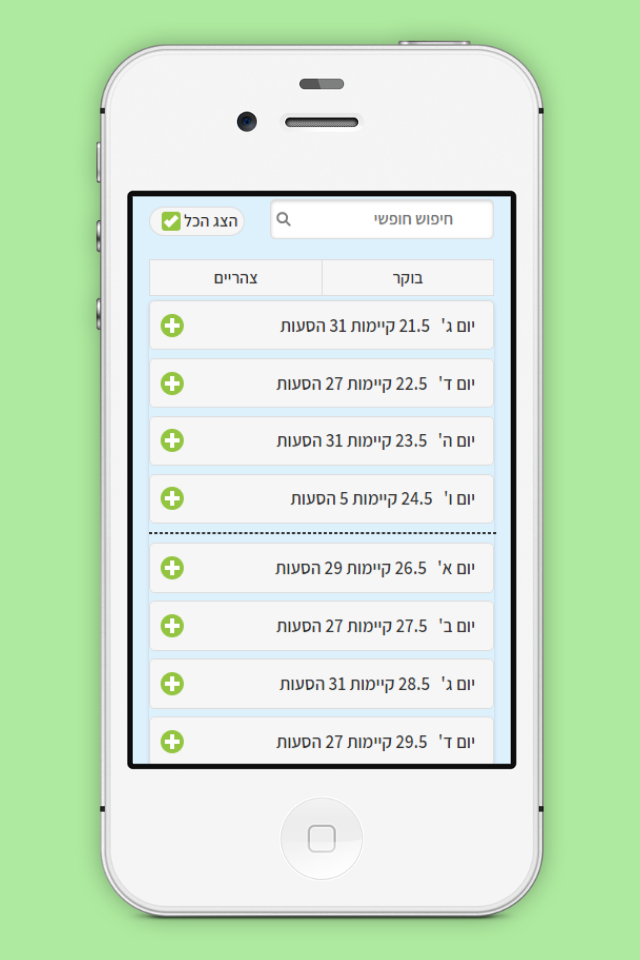 חיפוש חופשי
הצג הכל
בוקר
צהריים
יום ג' 21.5 קיימות 31 הסעות
יום ד' 22.5 קיימות 27 הסעות
יום ה' 23.5 קיימות 31 הסעות
יום ו' 24.5 קיימות 5 הסעות
יום א' 26.5 קיימות 29 הסעות
יום ב' 27.5 קיימות 27 הסעות
יום ג' 28.5 קיימות 31 הסעות
יום ד' 29.5 קיימות 27 הסעות